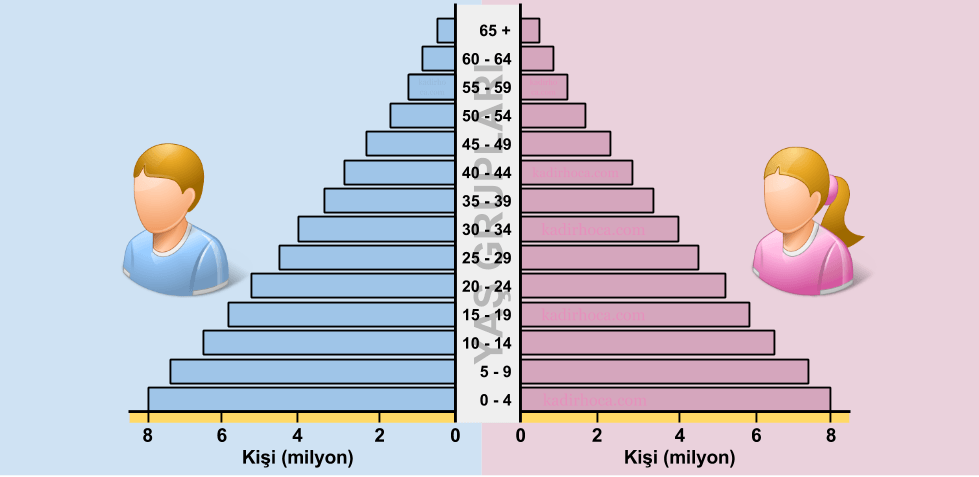 65 +
60 - 64
55 - 59
50 - 54
45 - 49
40 - 44
kadirhoca.com
35 - 39
30 - 34
kadirhoca.com
25 - 29
20 - 24
15 - 19
kadirhoca.com
10 - 14
5 - 9
0 - 4
kadirhoca.com
YAŞ GRUPLARI
8 6 4 2 0 0 2 4 6 8
Kişi (milyon) Kişi (milyon)